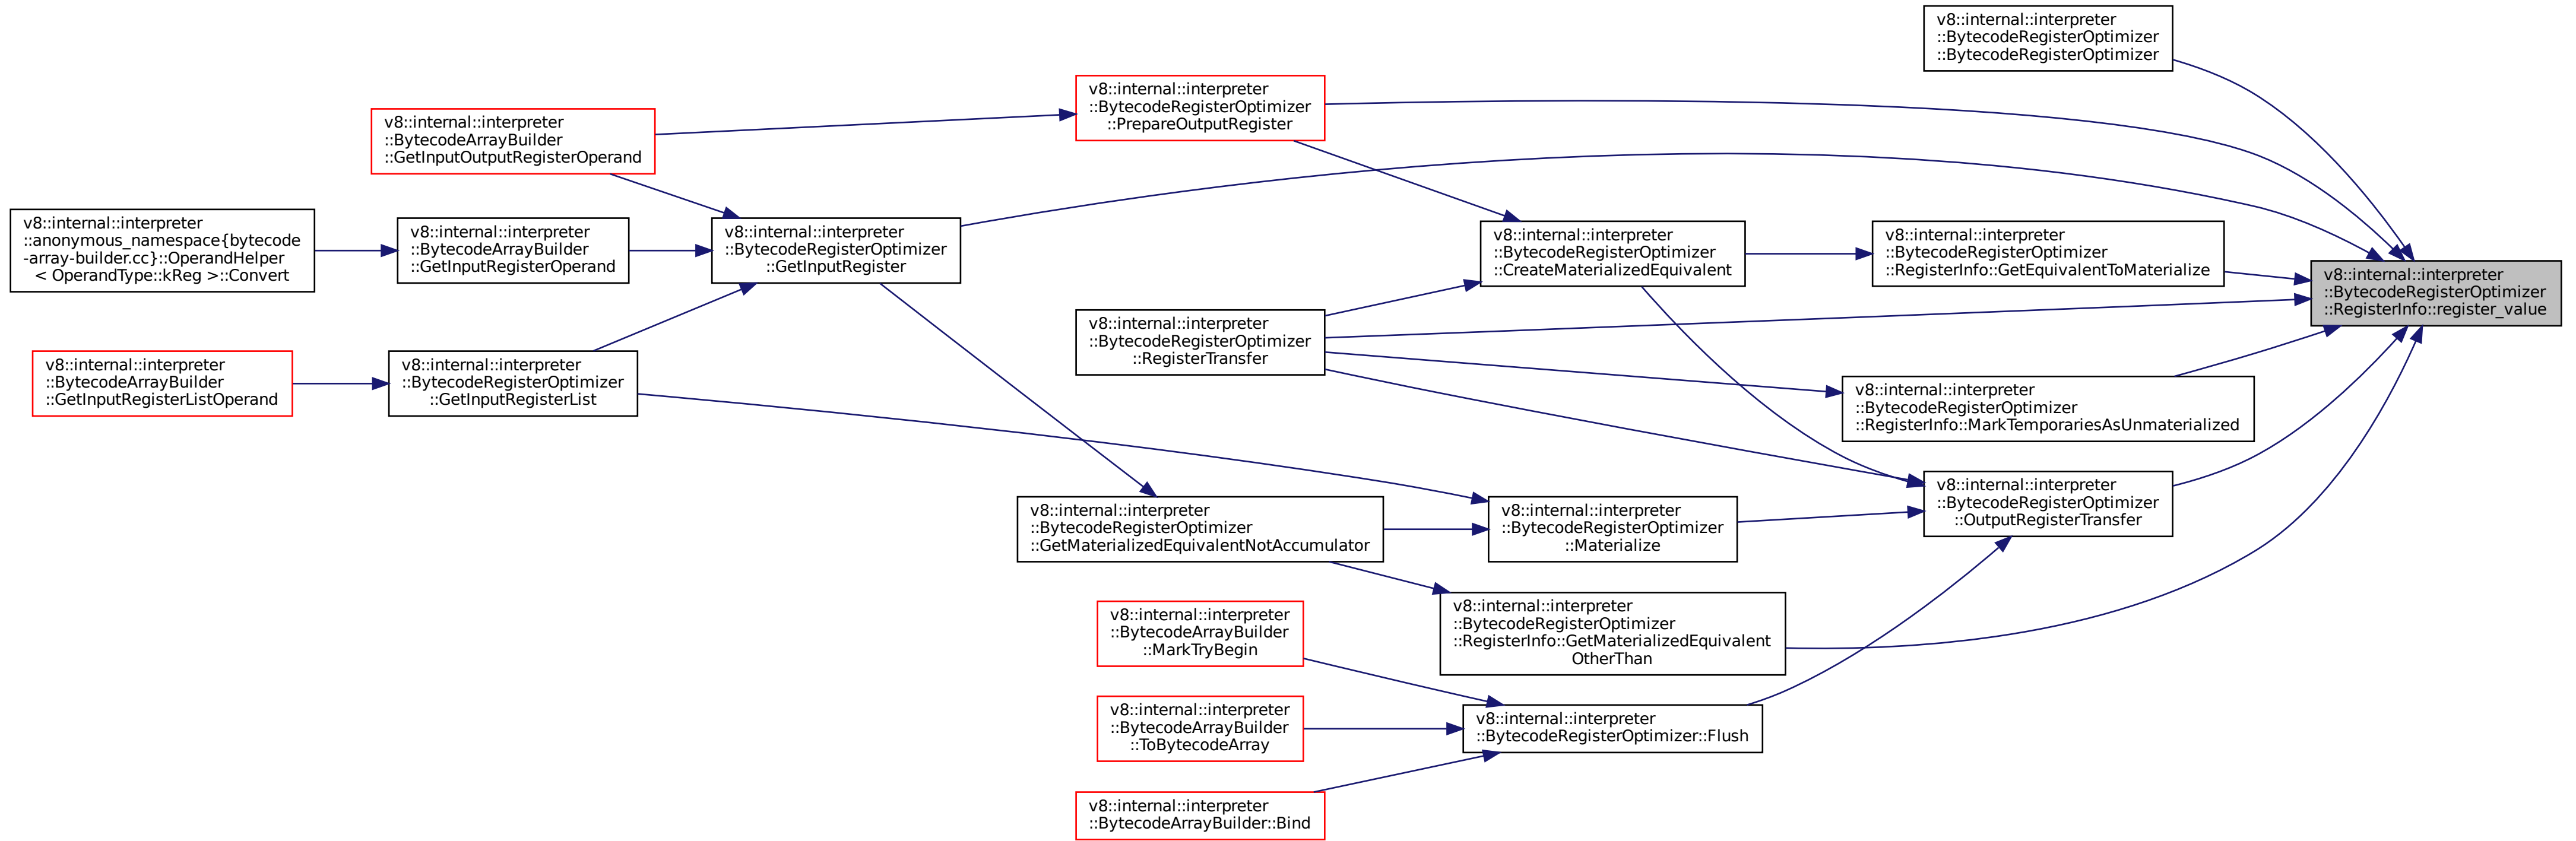 v8::internal::interpreter
::BytecodeRegisterOptimizer
::BytecodeRegisterOptimizer
v8::internal::interpreter
::BytecodeRegisterOptimizer
::PrepareOutputRegister
v8::internal::interpreter
::BytecodeArrayBuilder
::GetInputOutputRegisterOperand
v8::internal::interpreter
::anonymous_namespace{bytecode
-array-builder.cc}::OperandHelper
< OperandType::kReg >::Convert
v8::internal::interpreter
::BytecodeArrayBuilder
::GetInputRegisterOperand
v8::internal::interpreter
::BytecodeRegisterOptimizer
::GetInputRegister
v8::internal::interpreter
::BytecodeRegisterOptimizer
::CreateMaterializedEquivalent
v8::internal::interpreter
::BytecodeRegisterOptimizer
::RegisterInfo::GetEquivalentToMaterialize
v8::internal::interpreter
::BytecodeRegisterOptimizer
::RegisterInfo::register_value
v8::internal::interpreter
::BytecodeRegisterOptimizer
::RegisterTransfer
v8::internal::interpreter
::BytecodeArrayBuilder
::GetInputRegisterListOperand
v8::internal::interpreter
::BytecodeRegisterOptimizer
::GetInputRegisterList
v8::internal::interpreter
::BytecodeRegisterOptimizer
::RegisterInfo::MarkTemporariesAsUnmaterialized
v8::internal::interpreter
::BytecodeRegisterOptimizer
::OutputRegisterTransfer
v8::internal::interpreter
::BytecodeRegisterOptimizer
::GetMaterializedEquivalentNotAccumulator
v8::internal::interpreter
::BytecodeRegisterOptimizer
::Materialize
v8::internal::interpreter
::BytecodeRegisterOptimizer
::RegisterInfo::GetMaterializedEquivalent
OtherThan
v8::internal::interpreter
::BytecodeArrayBuilder
::MarkTryBegin
v8::internal::interpreter
::BytecodeArrayBuilder
::ToBytecodeArray
v8::internal::interpreter
::BytecodeRegisterOptimizer::Flush
v8::internal::interpreter
::BytecodeArrayBuilder::Bind